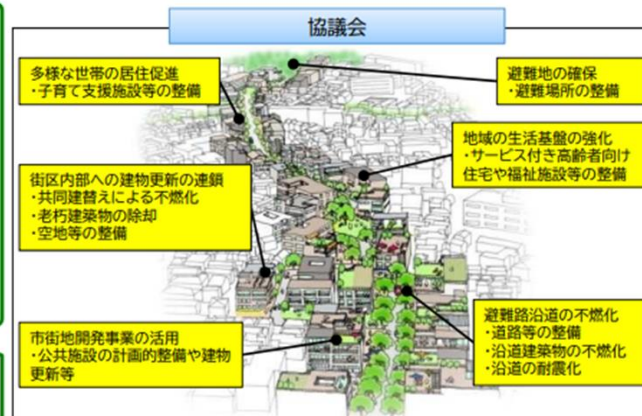 協議会
多様な世帯の居住促進
・子育て支援施設等の整備
避難地の確保
・避難場所の整備
地域の生活基盤の強化
・サービス付き高齢者向け
住宅や福祉施設等の整備
街区内部への建物更新の連鎖
・共同建替えによる不燃化
・老朽建築物の除却
・空地等の整備
避難路沿道の不燃化
・道路等の整備
・沿道建築物の不燃化
・沿道の耐震化
市街地開発事業の活用
・公共施設の計画的整備や建物
更新等